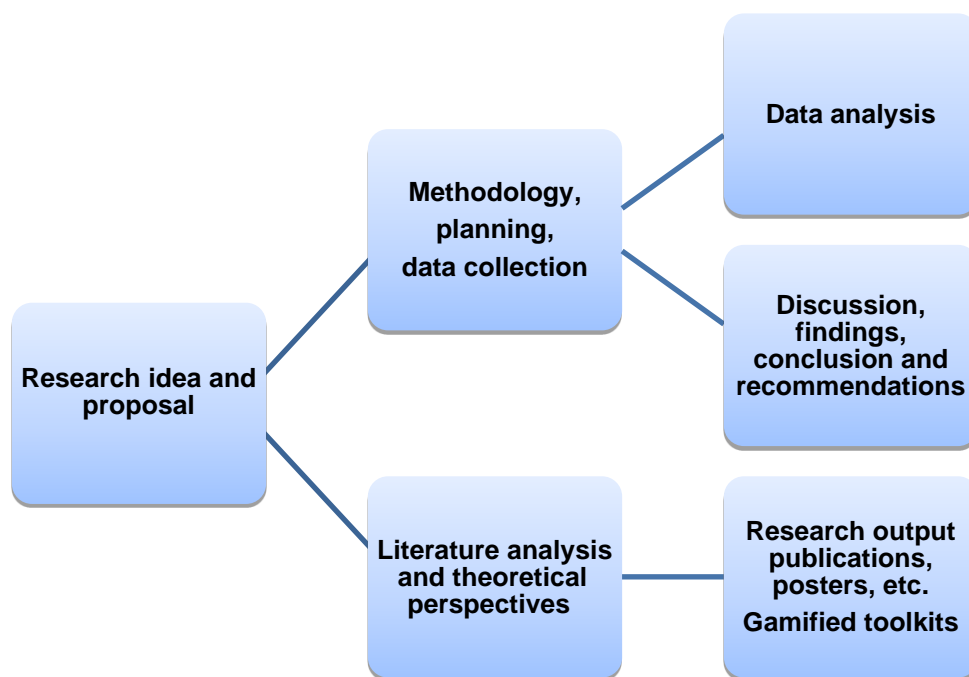 Research idea and
proposal
Methodology,
planning,
data collection
Literature analysis
and theoretical
perspectives
Data analysis
Discussion,
findings,
conclusion and
recommendations
Research output
publications,
posters, etc.
Gamified toolkits